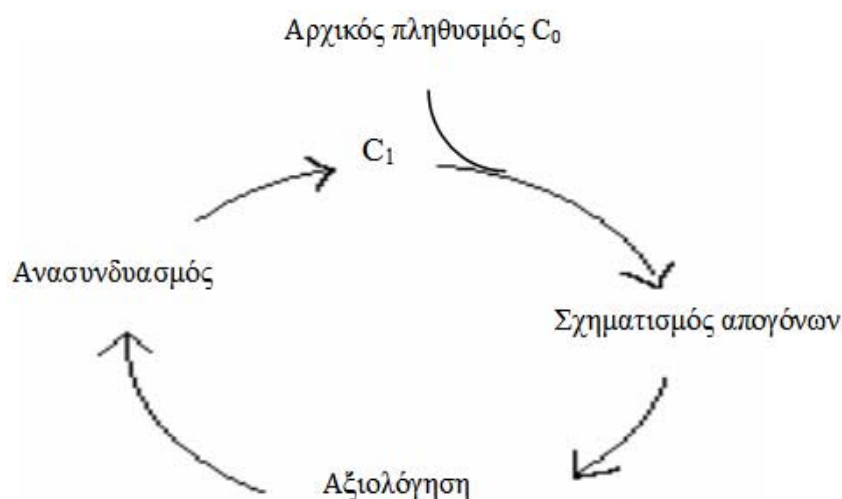 Αρχικός πληθυσμός C₀
C₁
Ανασυνδυασμός
Σχηματισμός απογόνων
Αξιολόγηση